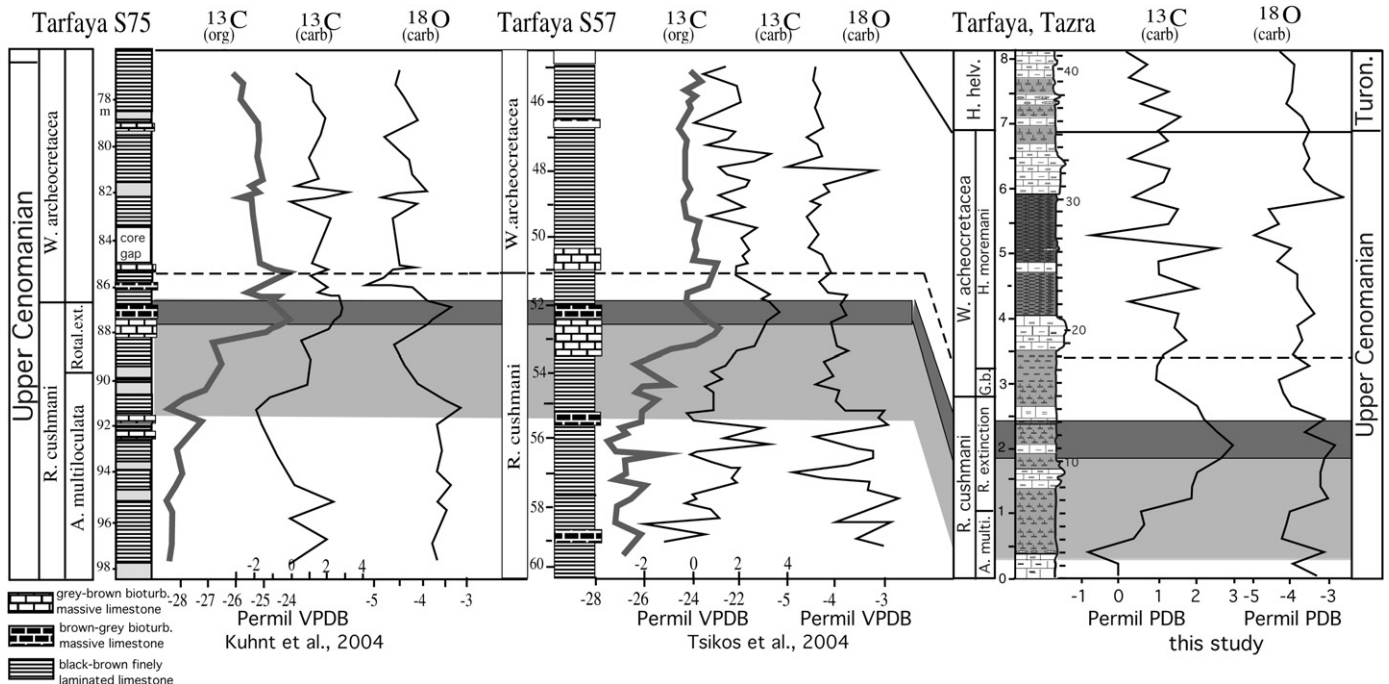 Tarfaya S75
13C
(org)
13C
(carb)
18O
(carb)
Tarfaya S57
13C
(org)
13C
(carb)
18O
(carb)
Tarfaya, Tazra
13C
(carb)
18O
(carb)
Upper Cenomanian
W. archeocretacea
R. cushmani
Rotal.ext.
A. multiloculata
78
m
80
82
84
86
88
90
92
94
96
98
core
gap
W.archeocretacea
R. cushmani
46
48
50
52
54
56
58
60
H. helv.
W. acheocretacea
R. cushmani
H. moremani
G.b.
R. extinction
A. multi.
8
7
6
5
4
3
2
1
0
40
30
20
10
Turon.
Upper Cenomanian
-2 0 2 4
-28 -27 -26 -25 -24 -5 -4 -3
Permil VPDB
Kuhnt et al., 2004
-2 0 2 4
-28 -26 -24 -22 -5 -4 -3
Permil VPDB Permil VPDB
Tsikos et al., 2004
-1 0 1 2 3 -5 -4 -3
Permil PDB Permil PDB
this study
grey-brown bioturb.
massive limestone
brown-grey bioturb.
massive limestone
black-brown finely
laminated limestone